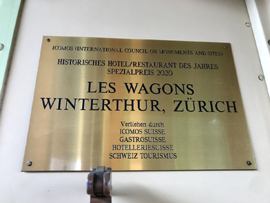 ICOMOS (INTERNATIONAL COUNCIL ON MONUMENTS AND SITES)
HISTORISCHES HOTEL/RESTAURANT DES JAHRES
SPEZIALPREIS 2020
LES WAGONS
WINTERTHUR, ZÜRICH
Verliehen durch
ICOMOS SUISSE
GASTROSUISSE
HOTELLERIESUISSE
SCHWEIZ TOURISMUS